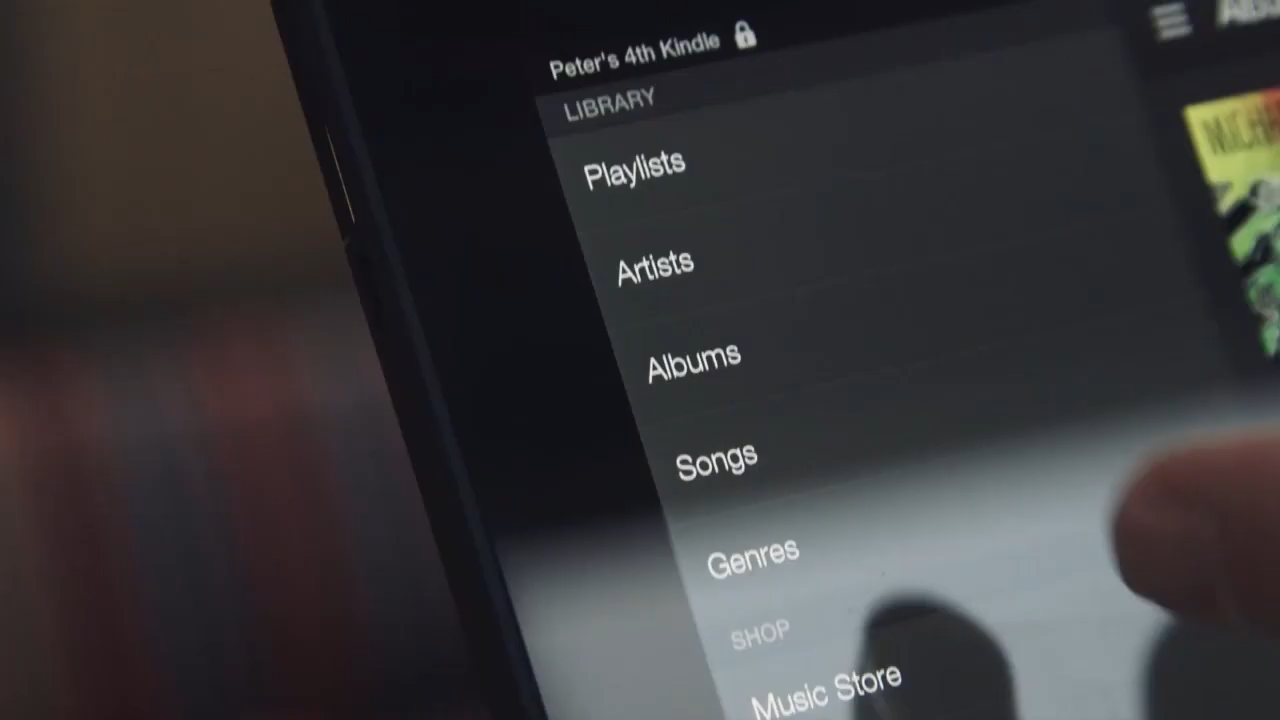 Peter's 4th Kindle
LIBRARY
Playlists
Artists
Albums
Songs
Genres
SHOP
Music Store